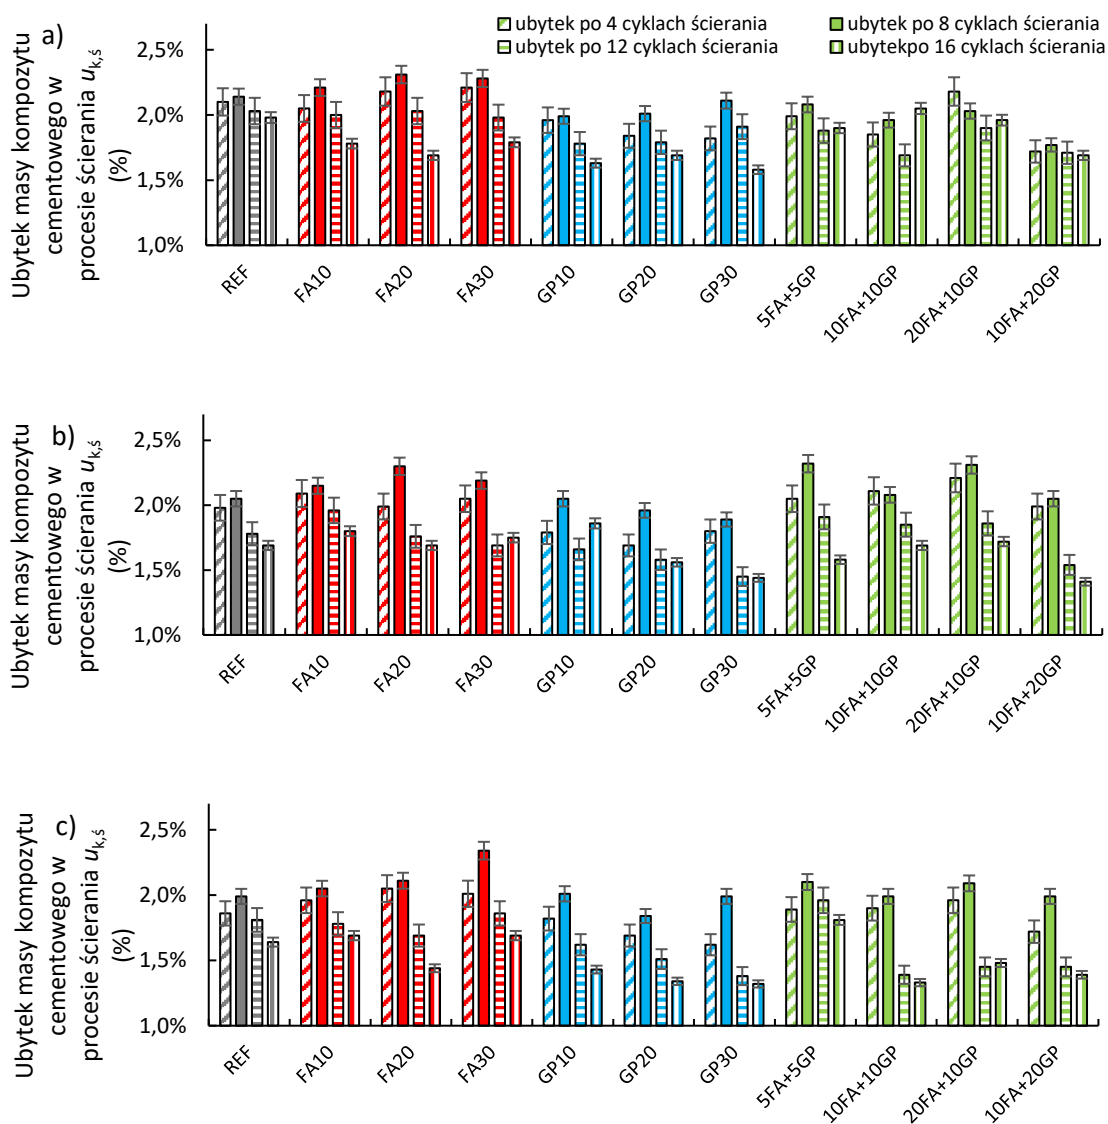 ubytek po 4 cyklach ścierania
ubytek po 8 cyklach ścierania
ubytek po 12 cyklach ścierania
ubytekpo 16 cyklach ścierania
a)
Ubytek masy kompozytu
cementowego w
procesie ścierania uk,ś
(%)
2,5%
2,0%
1,5%
1,0%
REF
FA10
FA20
FA30
GP10
GP20
GP30
5FA+5GP
10FA+10GP
20FA+10GP
10FA+20GP
b)
Ubytek masy kompozytu
cementowego w
procesie ścierania uk,ś
(%)
2,5%
2,0%
1,5%
1,0%
REF
FA10
FA20
FA30
GP10
GP20
GP30
5FA+5GP
10FA+10GP
20FA+10GP
10FA+20GP
c)
Ubytek masy kompozytu
cementowego w
procesie ścierania uk,ś
(%)
2,5%
2,0%
1,5%
1,0%
REF
FA10
FA20
FA30
GP10
GP20
GP30
5FA+5GP
10FA+10GP
20FA+10GP
10FA+20GP